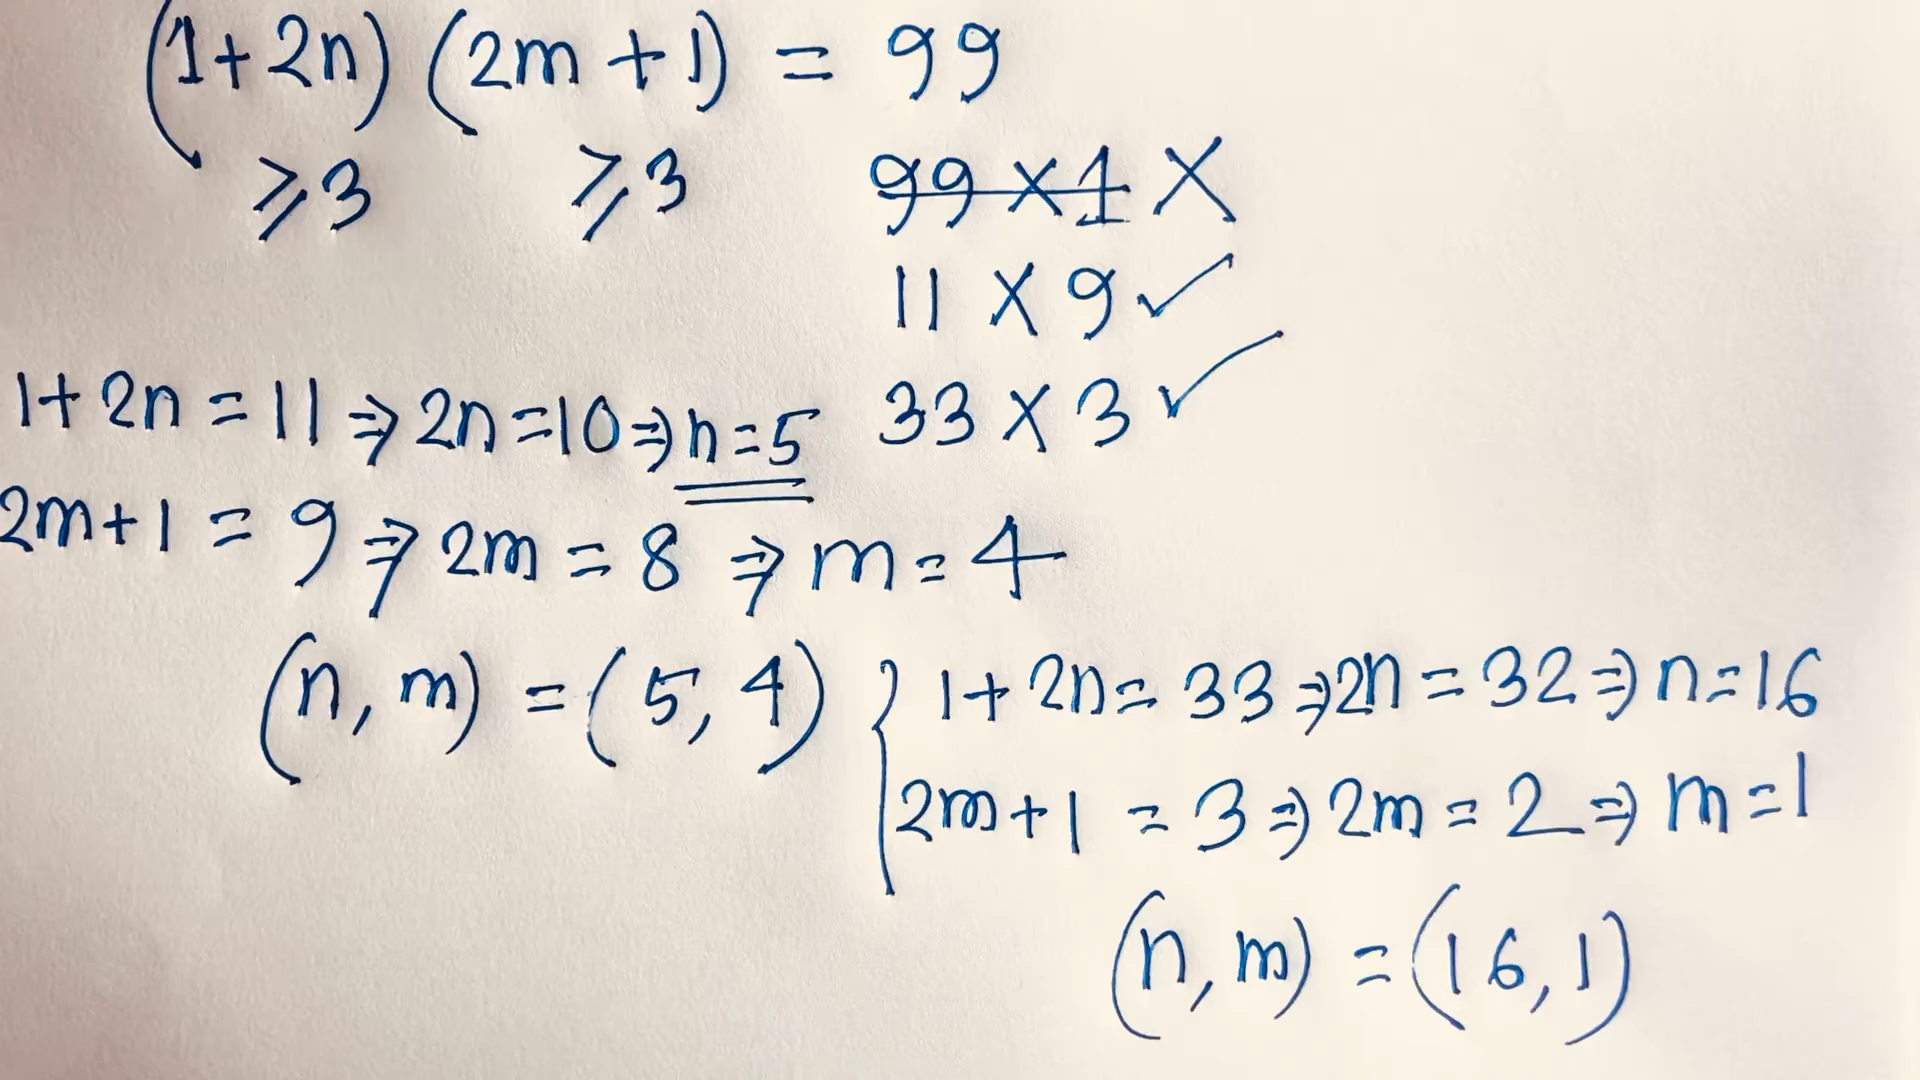 (1+2n) (2m+1) = 99
⩾3 ⩾3 99×1 ×
11 × 9 ✓
33 × 3 ✓
1+2n = 11 ⇒ 2n=10 ⇒ n=5
2m+1 = 9 ⇒ 2m = 8 ⇒ m = 4
(n, m) = (5, 4)
1+2n = 33 ⇒ 2n = 32 ⇒ n=16
2m+1 = 3 ⇒ 2m = 2 ⇒ m=1
(n, m) = (16, 1)